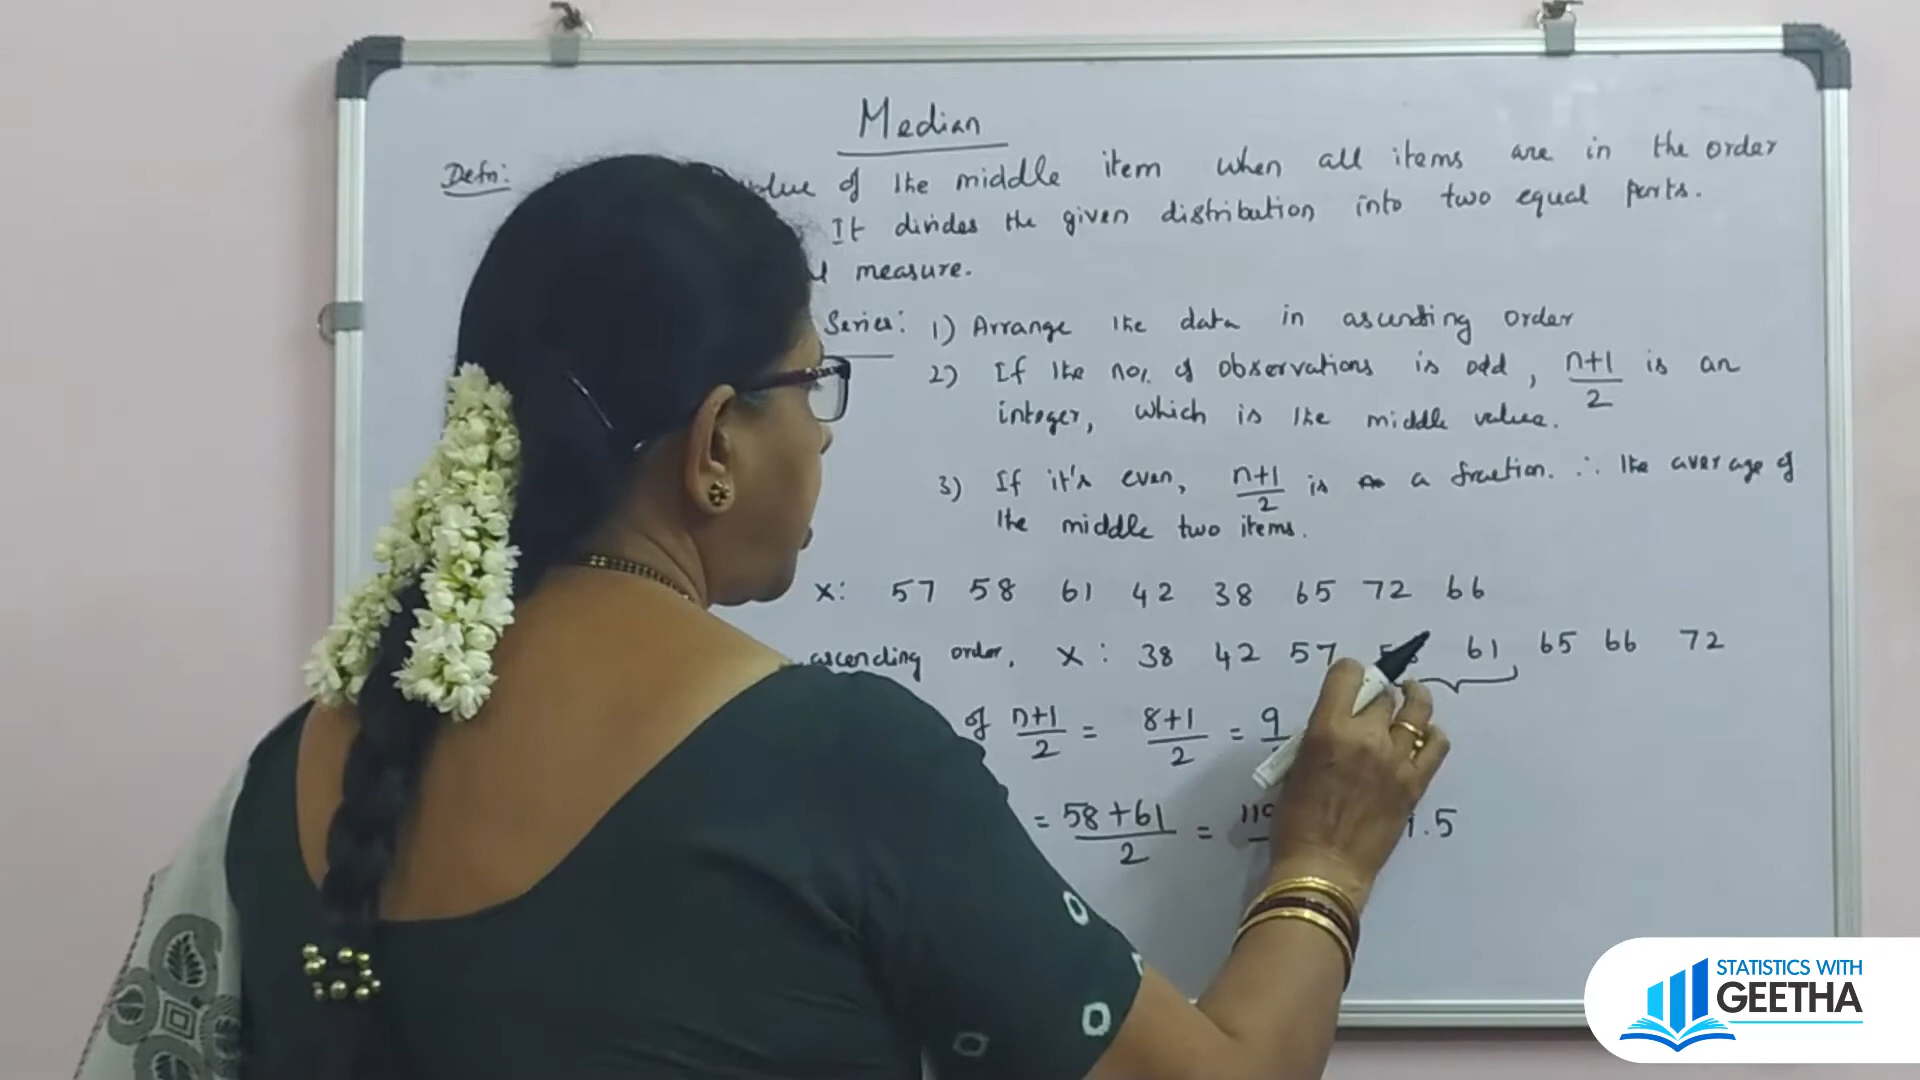 Median
Defn: of the middle item when all items are in the order
It divides the given distribution into two equal parts.
measure.
Series: 1) Arrange the data in ascending order
2) If the no. of observations is odd, n+1/2 is an
integer, which is the middle value.
3) If it's even, n+1/2 is a fraction. ∴ the average of
the middle two items.
x: 57 58 61 42 38 65 72 66
ascending order, x: 38 42 57 61 65 66 72
of n+1/2 = 8+1/2 = 9
= 58+61/2 = .5
STATISTICS WITH
GEETHA